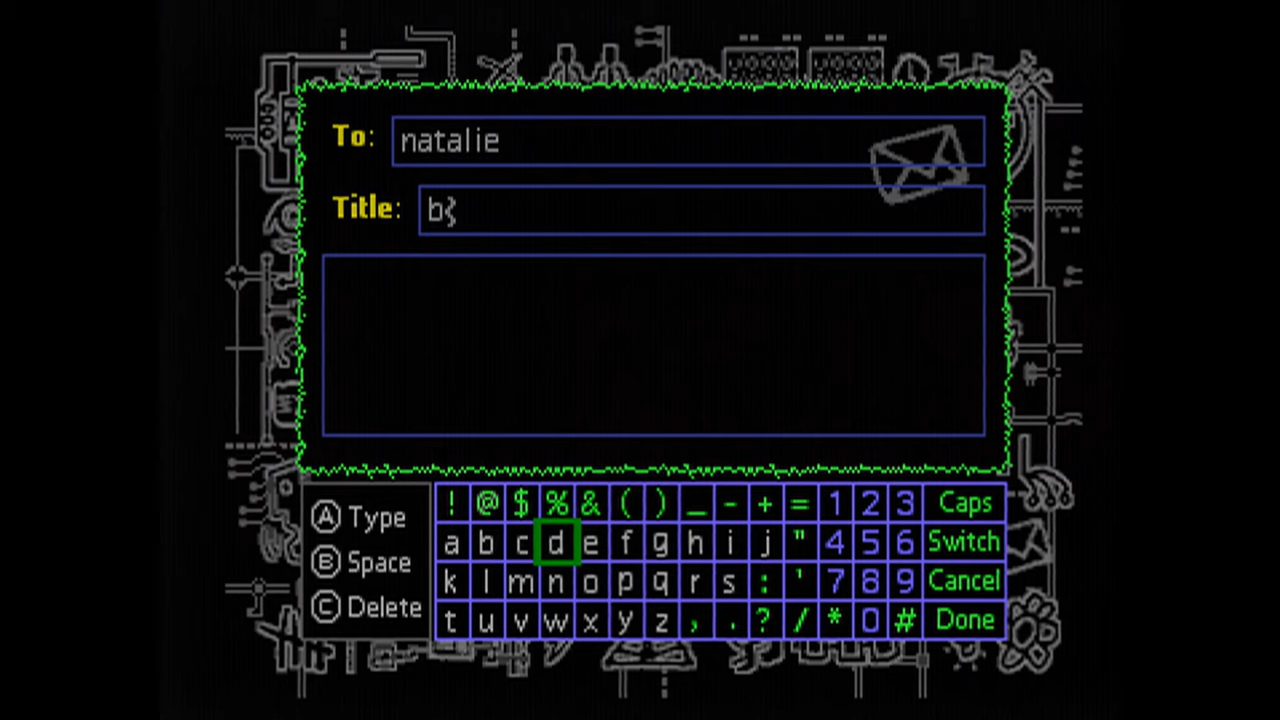 To: natalie
Title: b
A Type
B Space
C Delete
! @ $ % & ( ) _ - + = 1 2 3 Caps
a b c d e f g h i j " 4 5 6 Switch
k l m n o p q r s : ' 7 8 9 Cancel
t u v w x y z , . ? / * 0 # Done